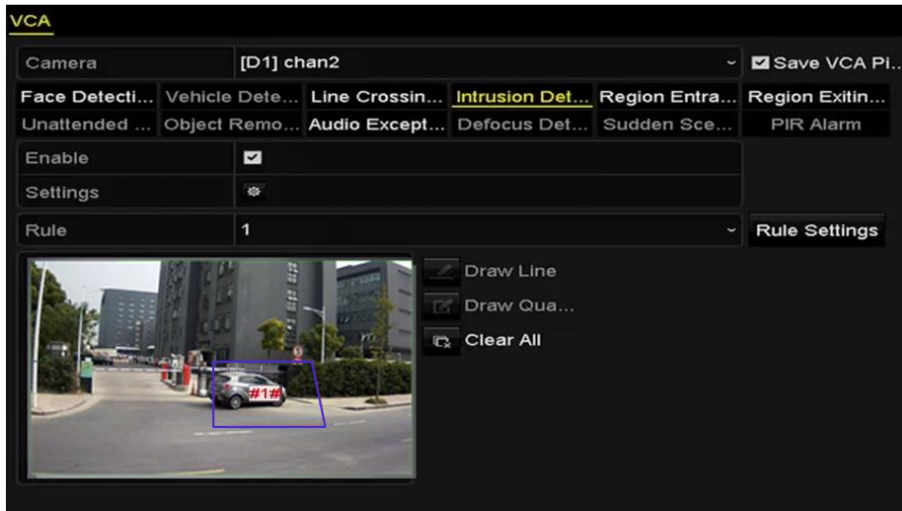 VCA
Camera [D1] chan2 Save VCA Pi..
Face Detecti... Vehicle Dete... Line Crossin... Intrusion Det... Region Entra... Region Exitin...
Unattended ... Object Remo... Audio Except... Defocus Det... Sudden Sce... PIR Alarm
Enable
Settings
Rule 1 Rule Settings
Draw Line
Draw Qua...
Clear All
#1#